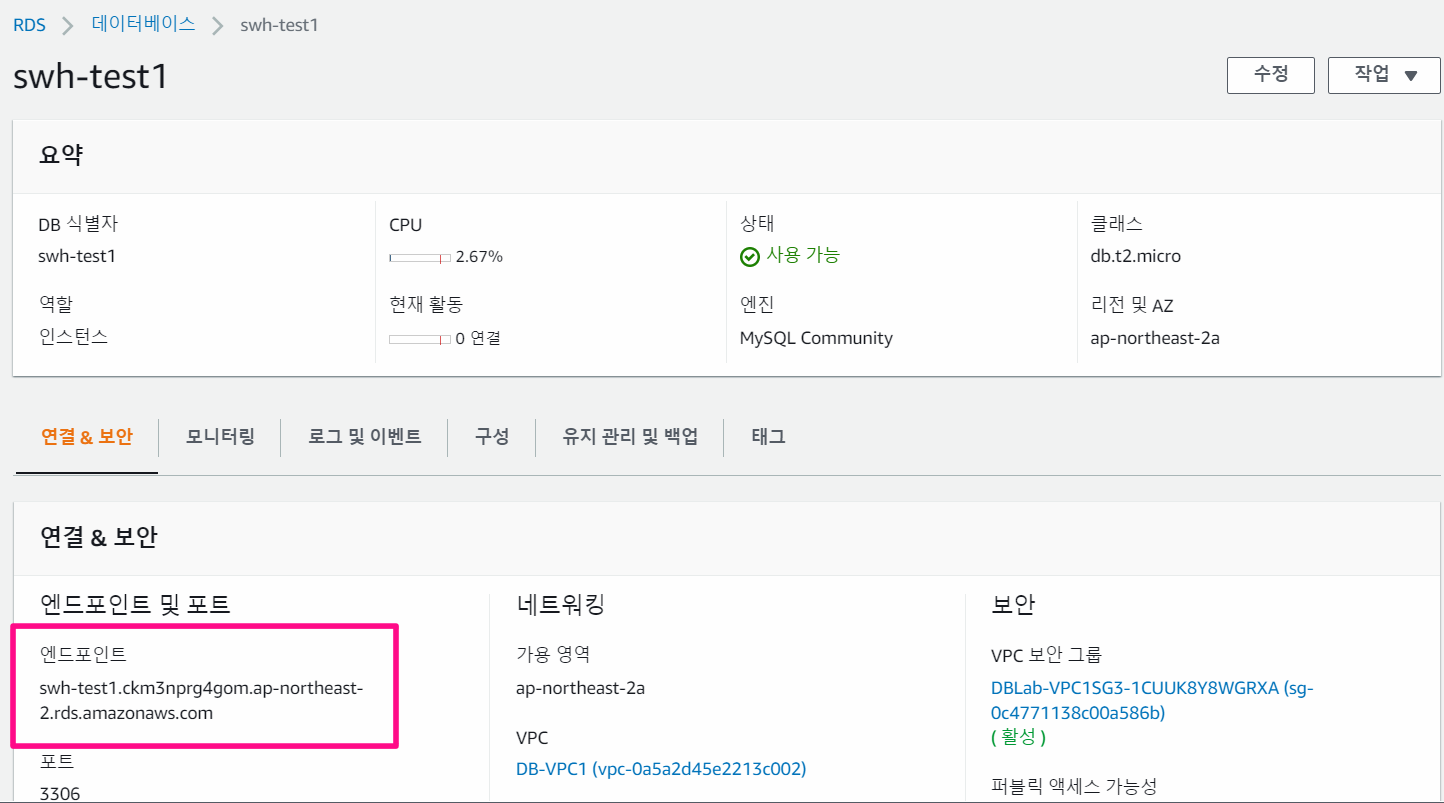 RDS > 데이터베이스 > swh-test1
swh-test1
수정
작업
요약
DB 식별자
swh-test1
CPU
2.67%
상태
사용 가능
클래스
db.t2.micro
역할
인스턴스
현재 활동
0 연결
엔진
MySQL Community
리전 및 AZ
ap-northeast-2a
연결 & 보안
모니터링
로그 및 이벤트
구성
유지 관리 및 백업
태그
연결 & 보안
엔드포인트 및 포트
엔드포인트
swh-test1.ckm3nprg4gom.ap-northeast-
2.rds.amazonaws.com
포트
3306
네트워킹
가용 영역
ap-northeast-2a
VPC
DB-VPC1 (vpc-0a5a2d45e2213c002)
보안
VPC 보안 그룹
DBLab-VPC1SG3-1CUUK8Y8WGRXA (sg-
0c4771138c00a586b)
( 활성 )
퍼블릭 액세스 가능성